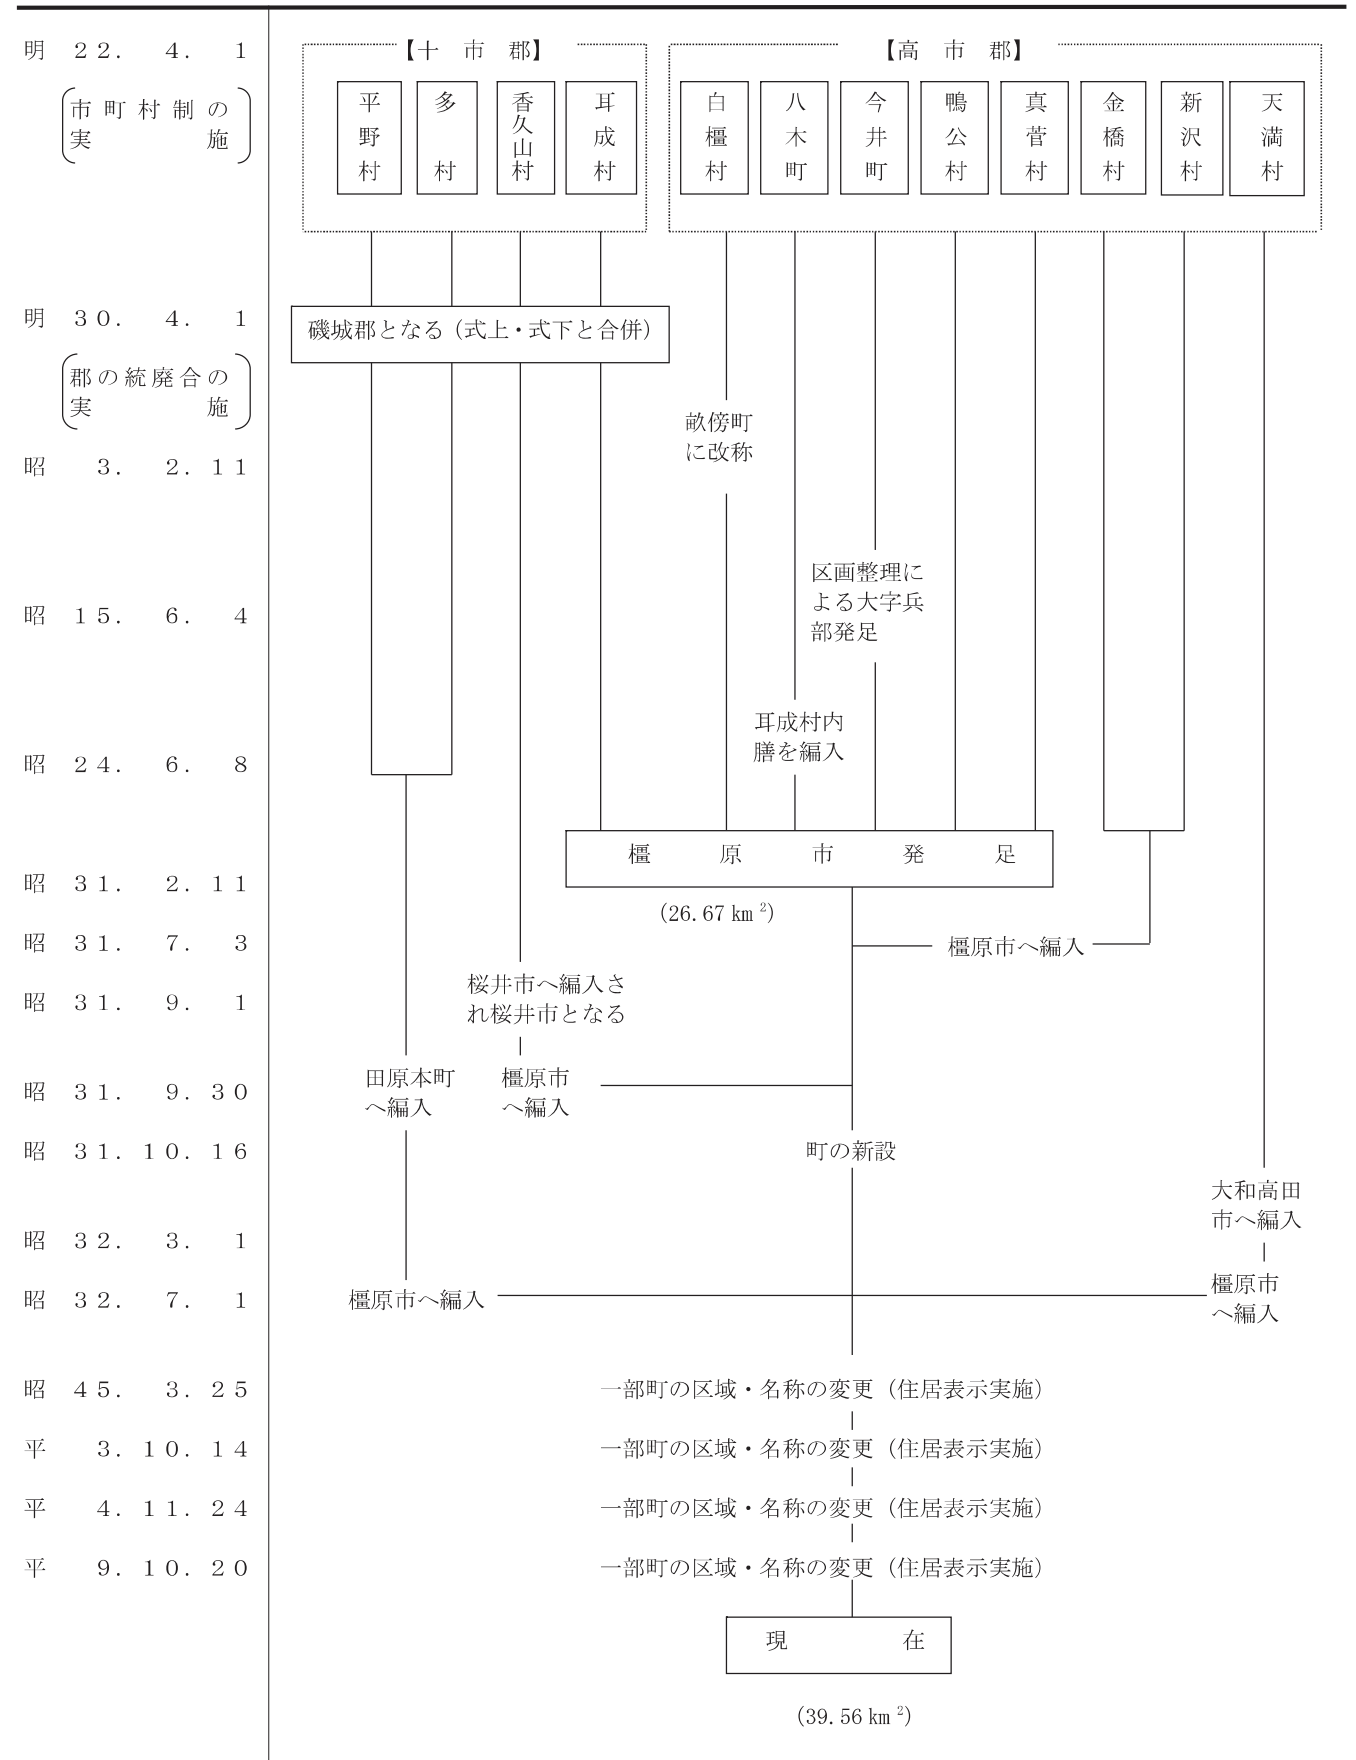 明 22. 4. 1
市町村制の
実施
【十市郡】
平野村
多村
香久山村
耳成村
【高市郡】
白橿村
八木町
今井町
鴨公村
真菅村
金橋村
新沢村
天満村
明 30. 4. 1
郡の統廃合の
実施
磯城郡となる（式上・式下と合併）
昭 3. 2.11
畝傍町
に改称
昭 15. 6. 4
区画整理に
よる大字兵
部発足
昭 24. 6. 8
耳成村内
膳を編入
昭 31. 2.11
橿原市発足
(26.67㎢)
昭 31. 7. 3
橿原市へ編入
昭 31. 9. 1
桜井市へ編入さ
れ桜井市となる
昭 31. 9.30
田原本町
へ編入
橿原市
へ編入
昭 31.10.16
町の新設
昭 32. 3. 1
大和高田
市へ編入
昭 32. 7. 1
橿原市へ編入
橿原市
へ編入
昭 45. 3.25
一部町の区域・名称の変更（住居表示実施）
平 3.10.14
一部町の区域・名称の変更（住居表示実施）
平 4.11.24
一部町の区域・名称の変更（住居表示実施）
平 9.10.20
一部町の区域・名称の変更（住居表示実施）
現在
(39.56㎢)